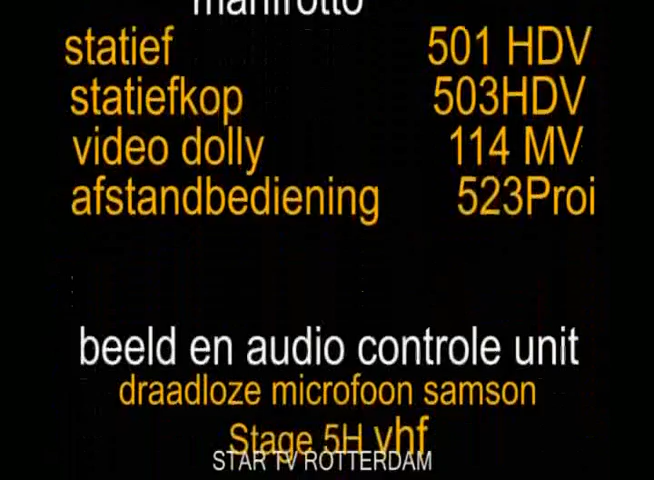 manfrotto
statief 501 HDV
statiefkop 503HDV
video dolly 114 MV
afstandbediening 523Proi
beeld en audio controle unit
draadloze microfoon samson
Stage 5H vhf
STAR TV ROTTERDAM